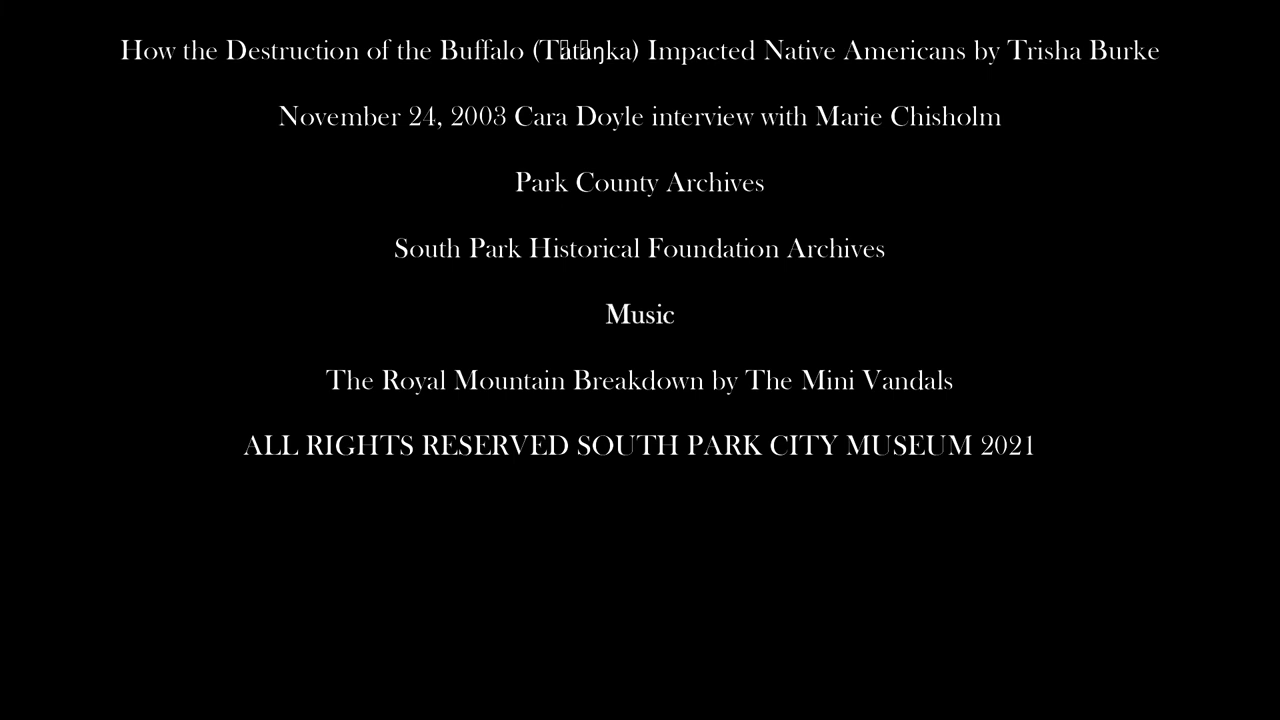 How the Destruction of the Buffalo (Tȟatȟáŋka) Impacted Native Americans by Trisha Burke
November 24, 2003 Cara Doyle interview with Marie Chisholm
Park County Archives
South Park Historical Foundation Archives
Music
The Royal Mountain Breakdown by The Mini Vandals
ALL RIGHTS RESERVED SOUTH PARK CITY MUSEUM 2021